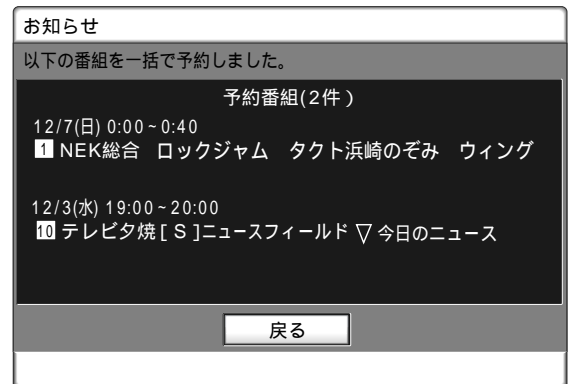 お知らせ
以下の番組を一括で予約しました。
予約番組(2件)
12/7(日) 0:00~0:40
1 NEK総合 ロックジャム タクト浜崎のぞみ ウィング
12/3(水) 19:00~20:00
10 テレビ夕焼[S]ニュースフィールド▽今日のニュース
戻る